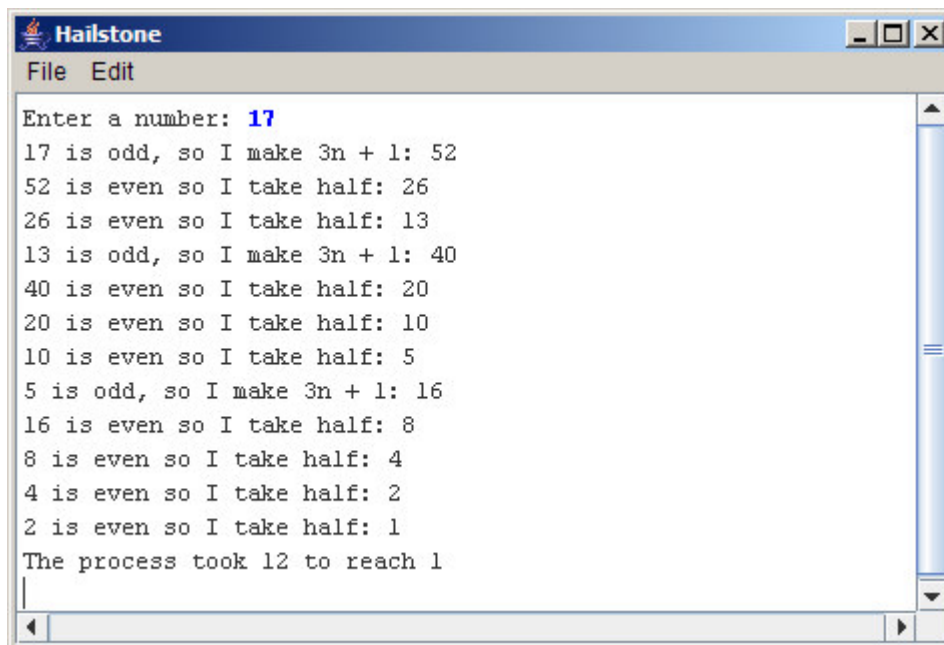 Hailstone
File Edit
Enter a number: 17
17 is odd, so I make 3n + 1: 52
52 is even so I take half: 26
26 is even so I take half: 13
13 is odd, so I make 3n + 1: 40
40 is even so I take half: 20
20 is even so I take half: 10
10 is even so I take half: 5
5 is odd, so I make 3n + 1: 16
16 is even so I take half: 8
8 is even so I take half: 4
4 is even so I take half: 2
2 is even so I take half: 1
The process took 12 to reach 1